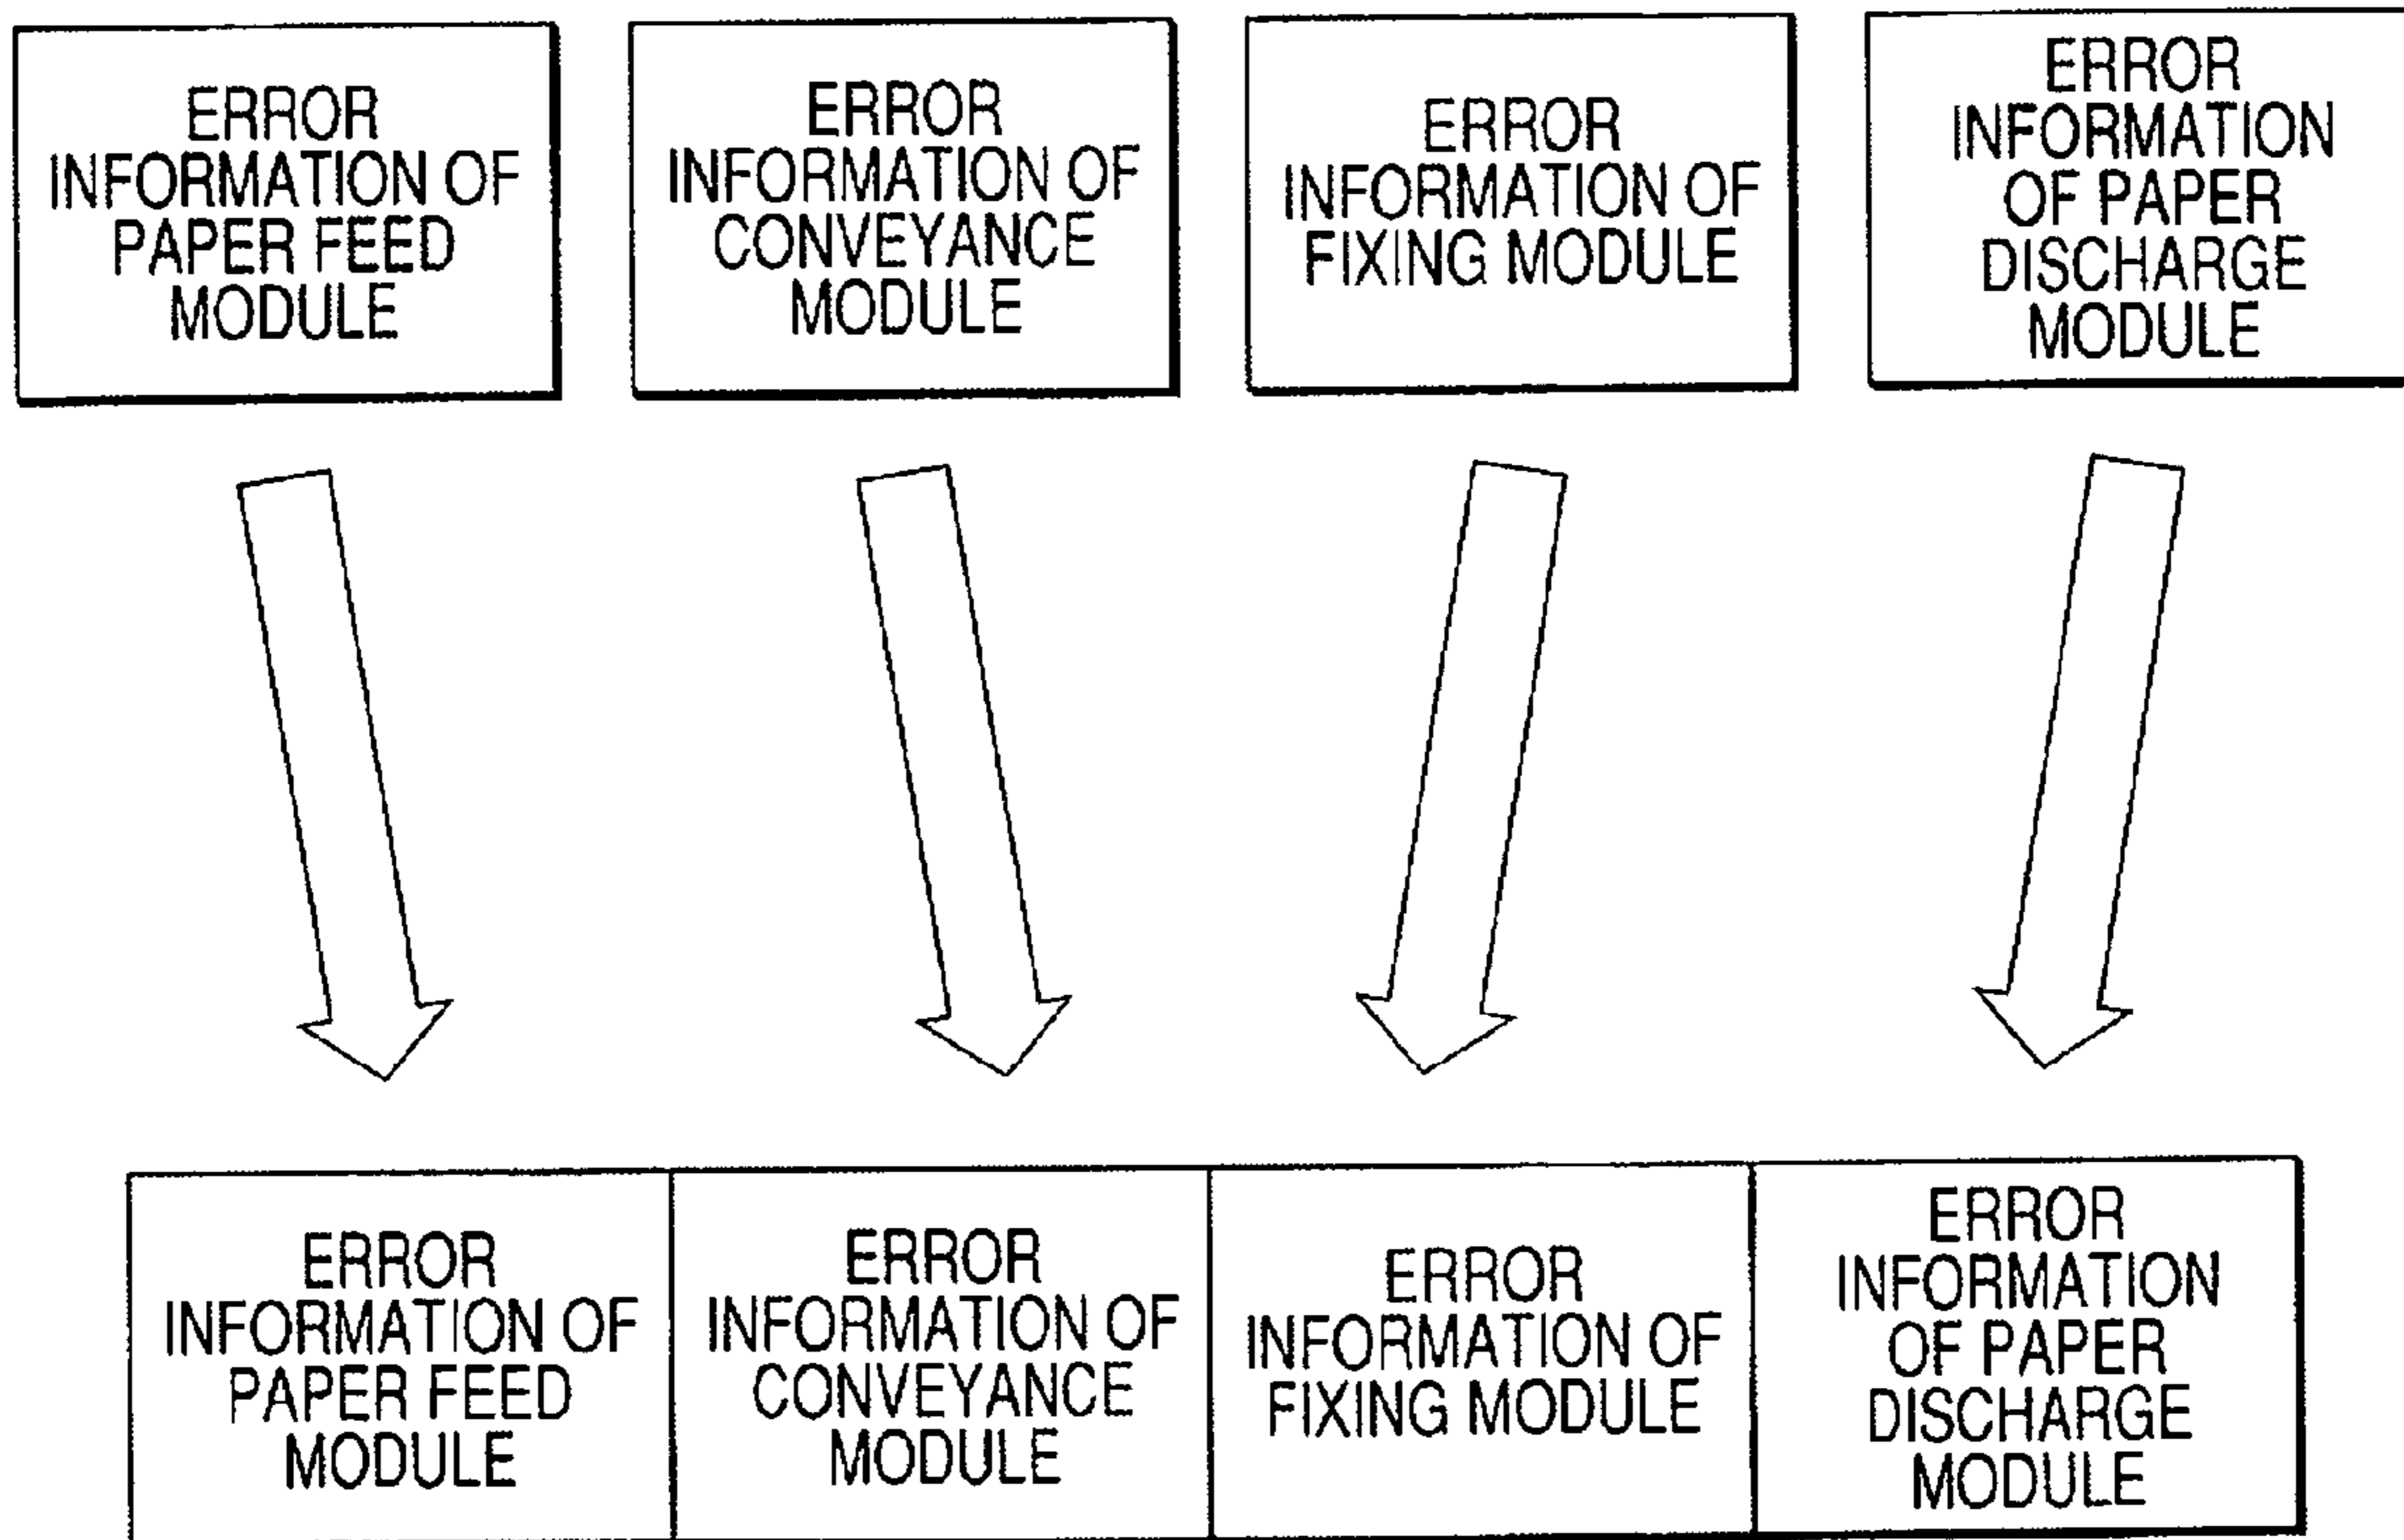 ERROR
INFORMATION OF
PAPER FEED
MODULE
ERROR
INFORMATION OF
CONVEYANCE
MODULE
ERROR
INFORMATION OF
FIXING MODULE
ERROR
INFORMATION
OF PAPER
DISCHARGE
MODULE
ERROR
INFORMATION OF
PAPER FEED
MODULE
ERROR
INFORMATION OF
CONVEYANCE
MODULE
ERROR
INFORMATION OF
FIXING MODULE
ERROR
INFORMATION
OF PAPER
DISCHARGE
MODULE